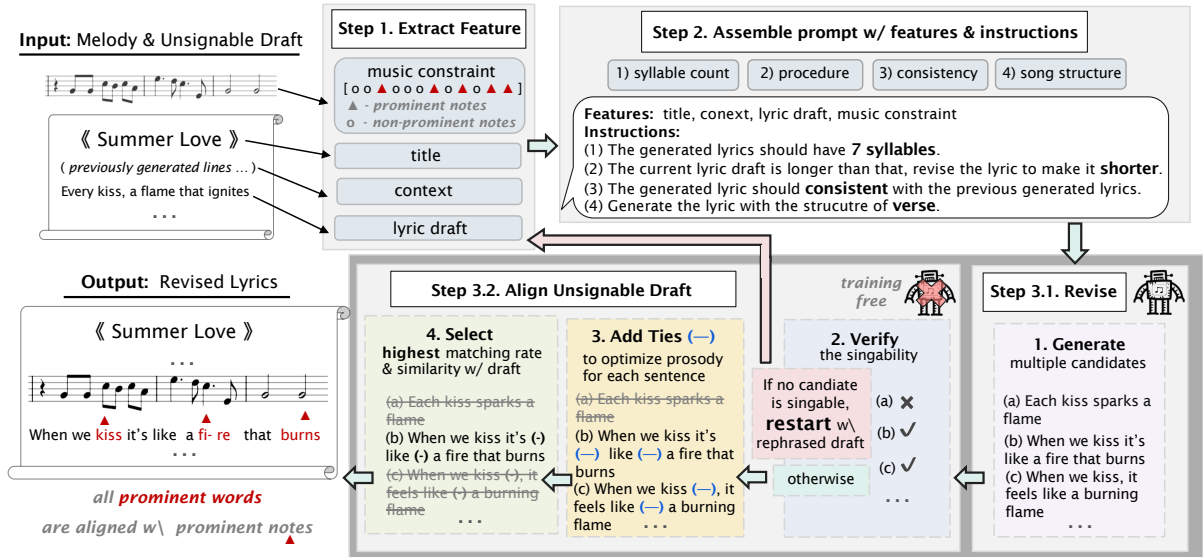 Input: Melody & Unsignable Draft
《 Summer Love 》
( previously generated lines ... )
Every kiss, a flame that ignites
...
Step 1. Extract Feature
music constraint
[ o o ▲ o o o ▲ o ▲ o ▲ ▲ ]
▲ - prominent notes
o - non-prominent notes
title
context
lyric draft
Step 2. Assemble prompt w/ features & instructions
1) syllable count
2) procedure
3) consistency
4) song structure
Features: title, conext, lyric draft, music constraint
Instructions:
(1) The generated lyrics should have 7 syllables.
(2) The current lyric draft is longer than that, revise the lyric to make it shorter.
(3) The generated lyric should consistent with the previous generated lyrics.
(4) Generate the lyric with the strucutre of verse.
Step 3.1. Revise
1. Generate
multiple candidates
(a) Each kiss sparks a
flame
(b) When we kiss it's
like a fire that burns
(c) When we kiss, it
feels like a burning
flame
...
Step 3.2. Align Unsignable Draft
training
free
2. Verify
the singability
(a) ✗
(b) ✓
(c) ✓
...
If no candiate
is singable,
restart w\
rephrased draft
otherwise
3. Add Ties (—)
to optimize prosody
for each sentence
(a) Each kiss sparks a
flame
(b) When we kiss it's
(—) like (—) a fire that
burns
(c) When we kiss (—), it
feels like (—) a burning
flame ...
4. Select
highest matching rate
& similarity w/ draft
(a) Each kiss sparks a
flame
(b) When we kiss it's (-)
like (-) a fire that burns
(c) When we kiss (-), it
feels like (-) a burning
flame
...
Output: Revised Lyrics
《 Summer Love 》
...
When we kiss it's like a fi- re that burns
...
all prominent words
are aligned w\ prominent notes